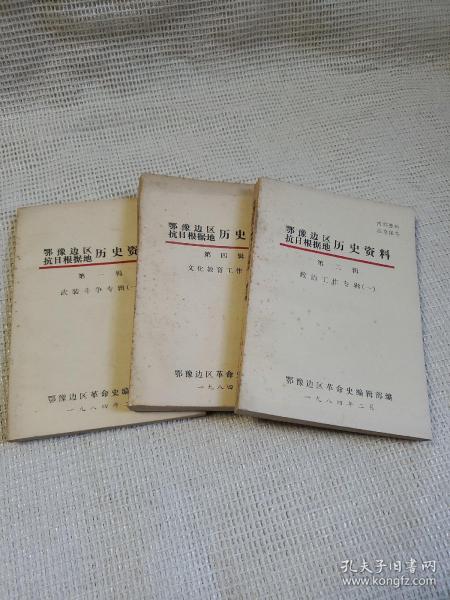 鄂豫边区
抗日根据地 历史资
第一辑
武装斗争专辑(一
鄂豫边区革命史编
一九八四年
鄂豫边区
抗日根据地 历史
第四辑
文化教育工作
鄂豫边区革命史编
一九八四
内部资料
注意保存
鄂豫边区
抗日根据地 历史资料
第二辑
政治工作专辑(一)
鄂豫边区革命史编辑部编
一九八四年二月
孔夫子旧书网
www.kongfz.com